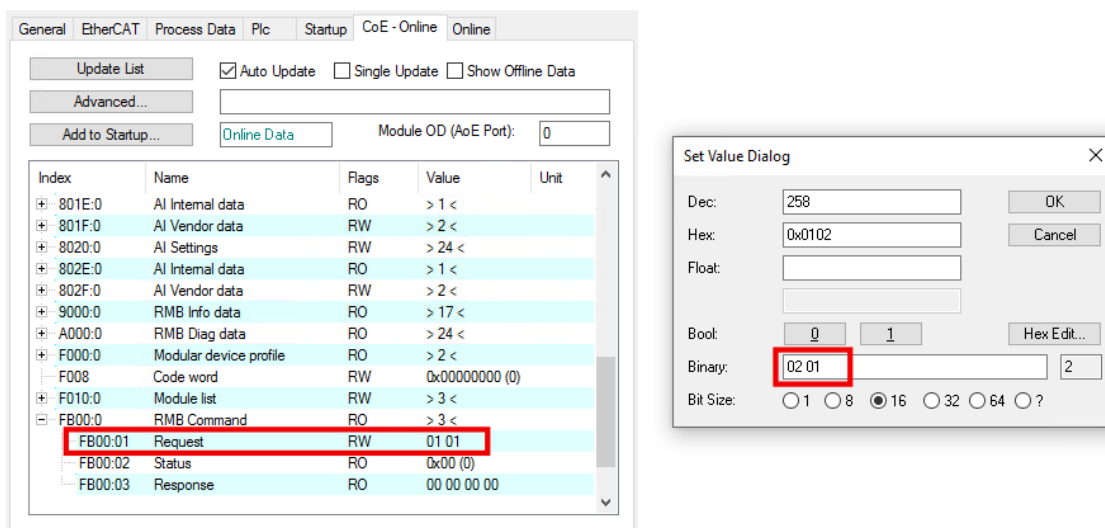 General EtherCAT Process Data Plc Startup CoE - Online Online
Update List Auto Update Single Update Show Offline Data
Advanced...
Add to Startup... Online Data Module OD (AoE Port): 0
Index Name Flags Value Unit
801E:0 AI Internal data RO > 1 <
801F:0 AI Vendor data RW > 2 <
8020:0 AI Settings RW > 24 <
802E:0 AI Internal data RO > 1 <
802F:0 AI Vendor data RW > 2 <
9000:0 RMB Info data RO > 17 <
A000:0 RMB Diag data RO > 24 <
F000:0 Modular device profile RO > 2 <
F008 Code word RW 0x00000000 (0)
F010:0 Module list RW > 3 <
FB00:0 RMB Command RO > 3 <
FB00:01 Request RW 01 01
FB00:02 Status RO 0x00 (0)
FB00:03 Response RO 00 00 00 00
Set Value Dialog
Dec: 258 OK
Hex: 0x0102 Cancel
Float:
Bool: 0 1 Hex Edit...
Binary: 02 01 2
Bit Size: 1 8 16 32 64 ?